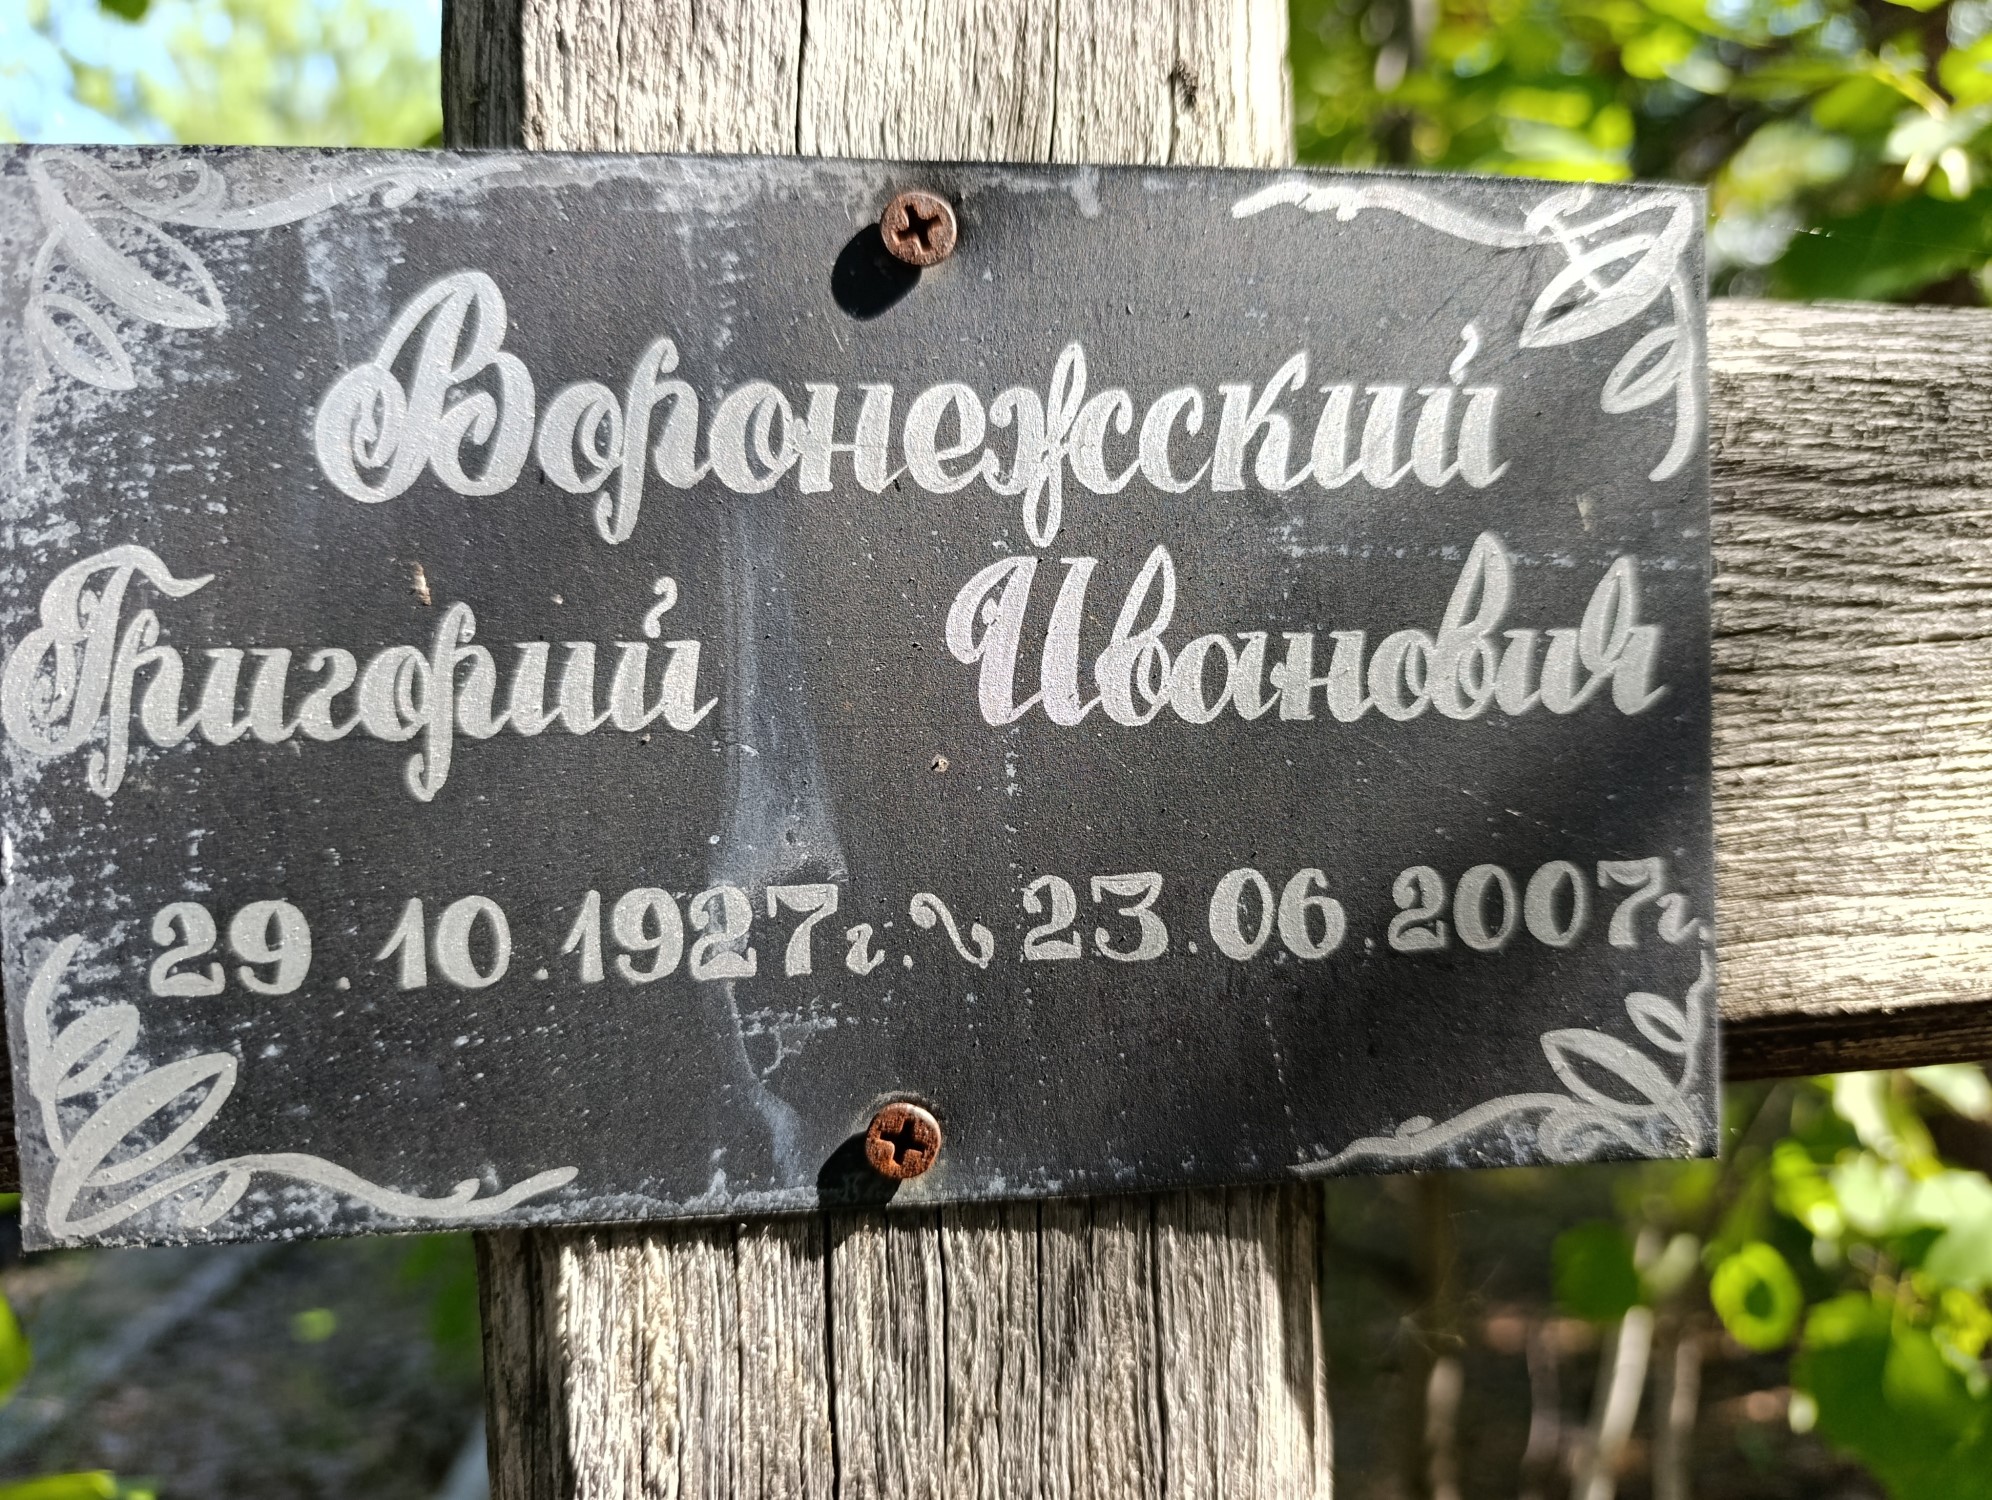 Воронежский
Григорий Иванович
29.10.1927г. ~ 23.06.2007г.